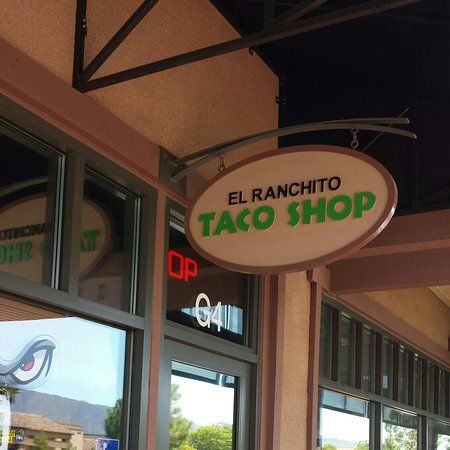 EL RANCHITO
TACO SHOP
OP
G4